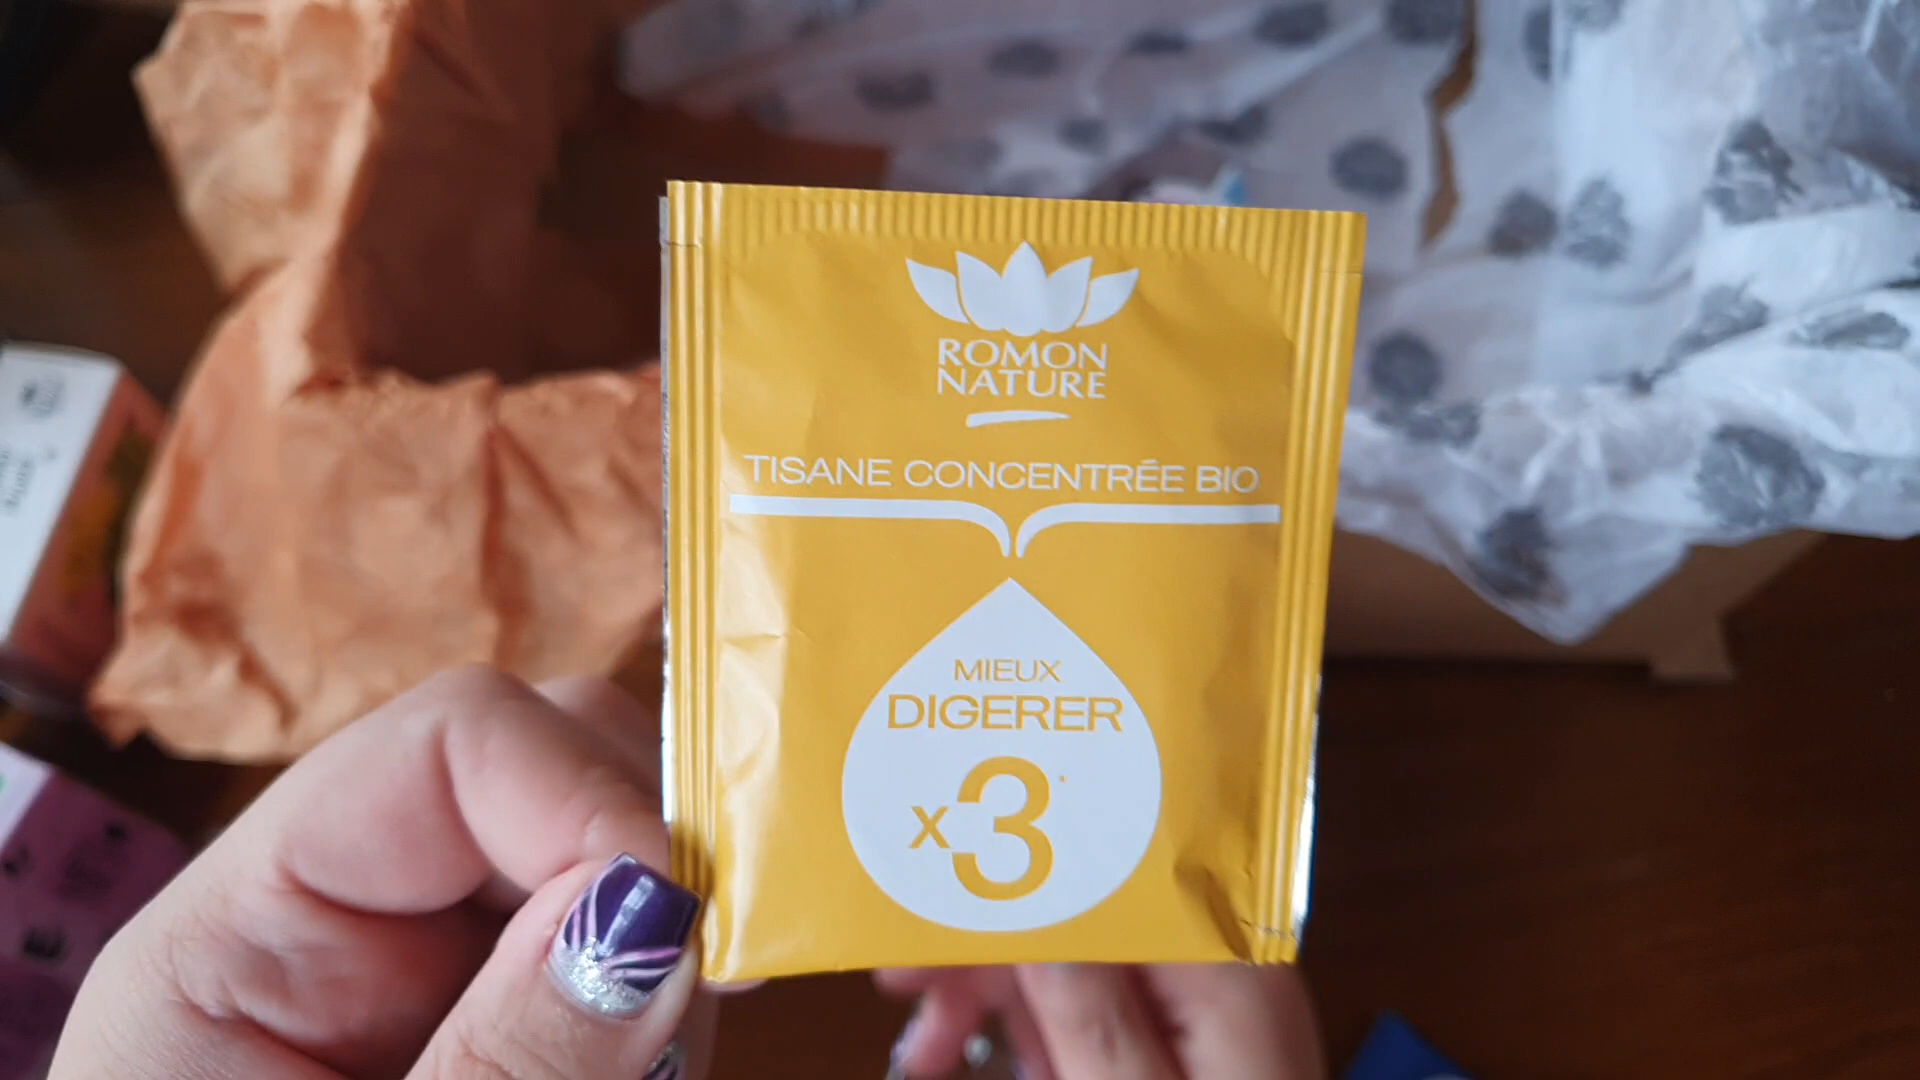 ROMON
NATURE
TISANE CONCENTRÉE BIO
MIEUX
DIGERER
x3*